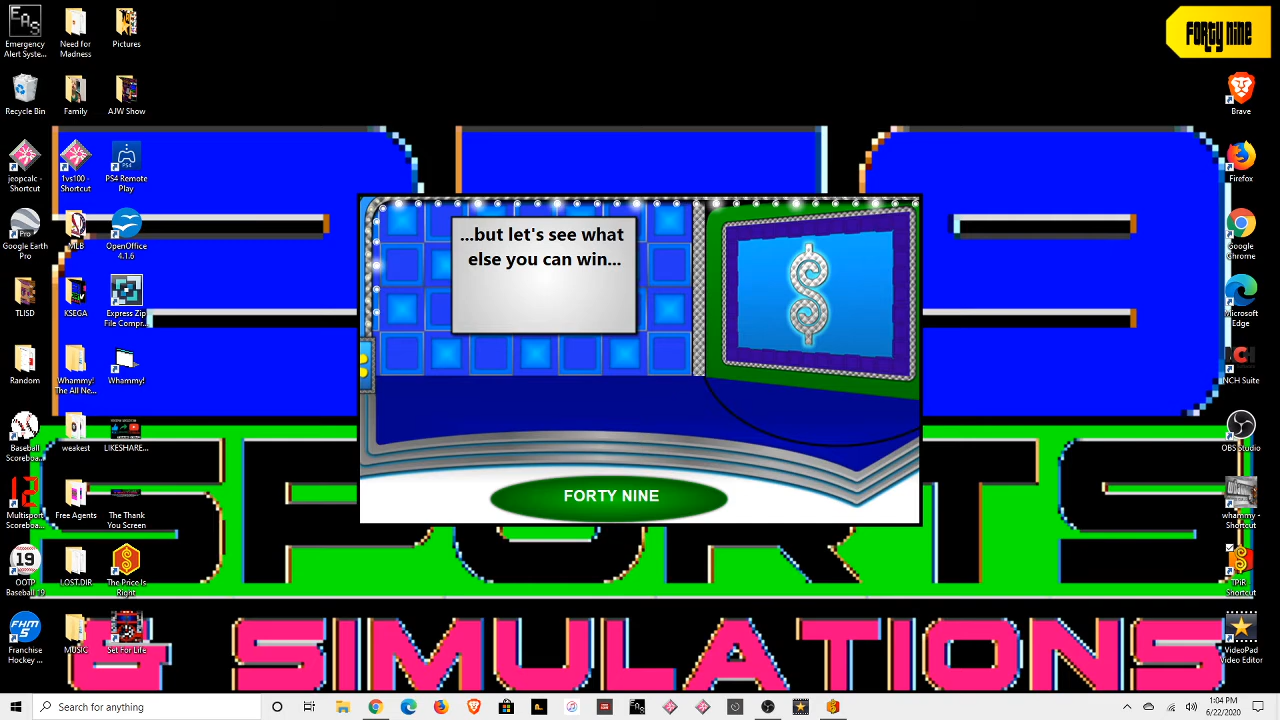 Emergency
Alert Syste...
Need for
Madness
Pictures
FORTY NINE
Recycle Bin
Family
AJW Show
Brave
jeopcalc -
Shortcut
1vs100 -
Shortcut
PS4 Remote
Play
Firefox
Google Earth
Pro
MLB
OpenOffice
4.1.6
Google
Chrome
...but let's see what
else you can win...
TLISD
KSEGA
Express Zip
File Compr...
Microsoft
Edge
Random
Whammy!
The All Ne...
Whammy!
NCH Suite
Baseball
Scoreboa...
weakest
LIKESHARE...
OBS Studio
Multisport
Scoreboa...
Free Agents
The Thank
You Screen
whammy -
Shortcut
FORTY NINE
SPORTS
OOTP
Baseball 19
LOST.DIR
The Price Is
Right
TPiR
Shortcut
Franchise
Hockey ...
MUSIC
Set For Life
VideoPad
Video Editor
& SIMULATIONS
Search for anything
1:04 PM
6/22/2020